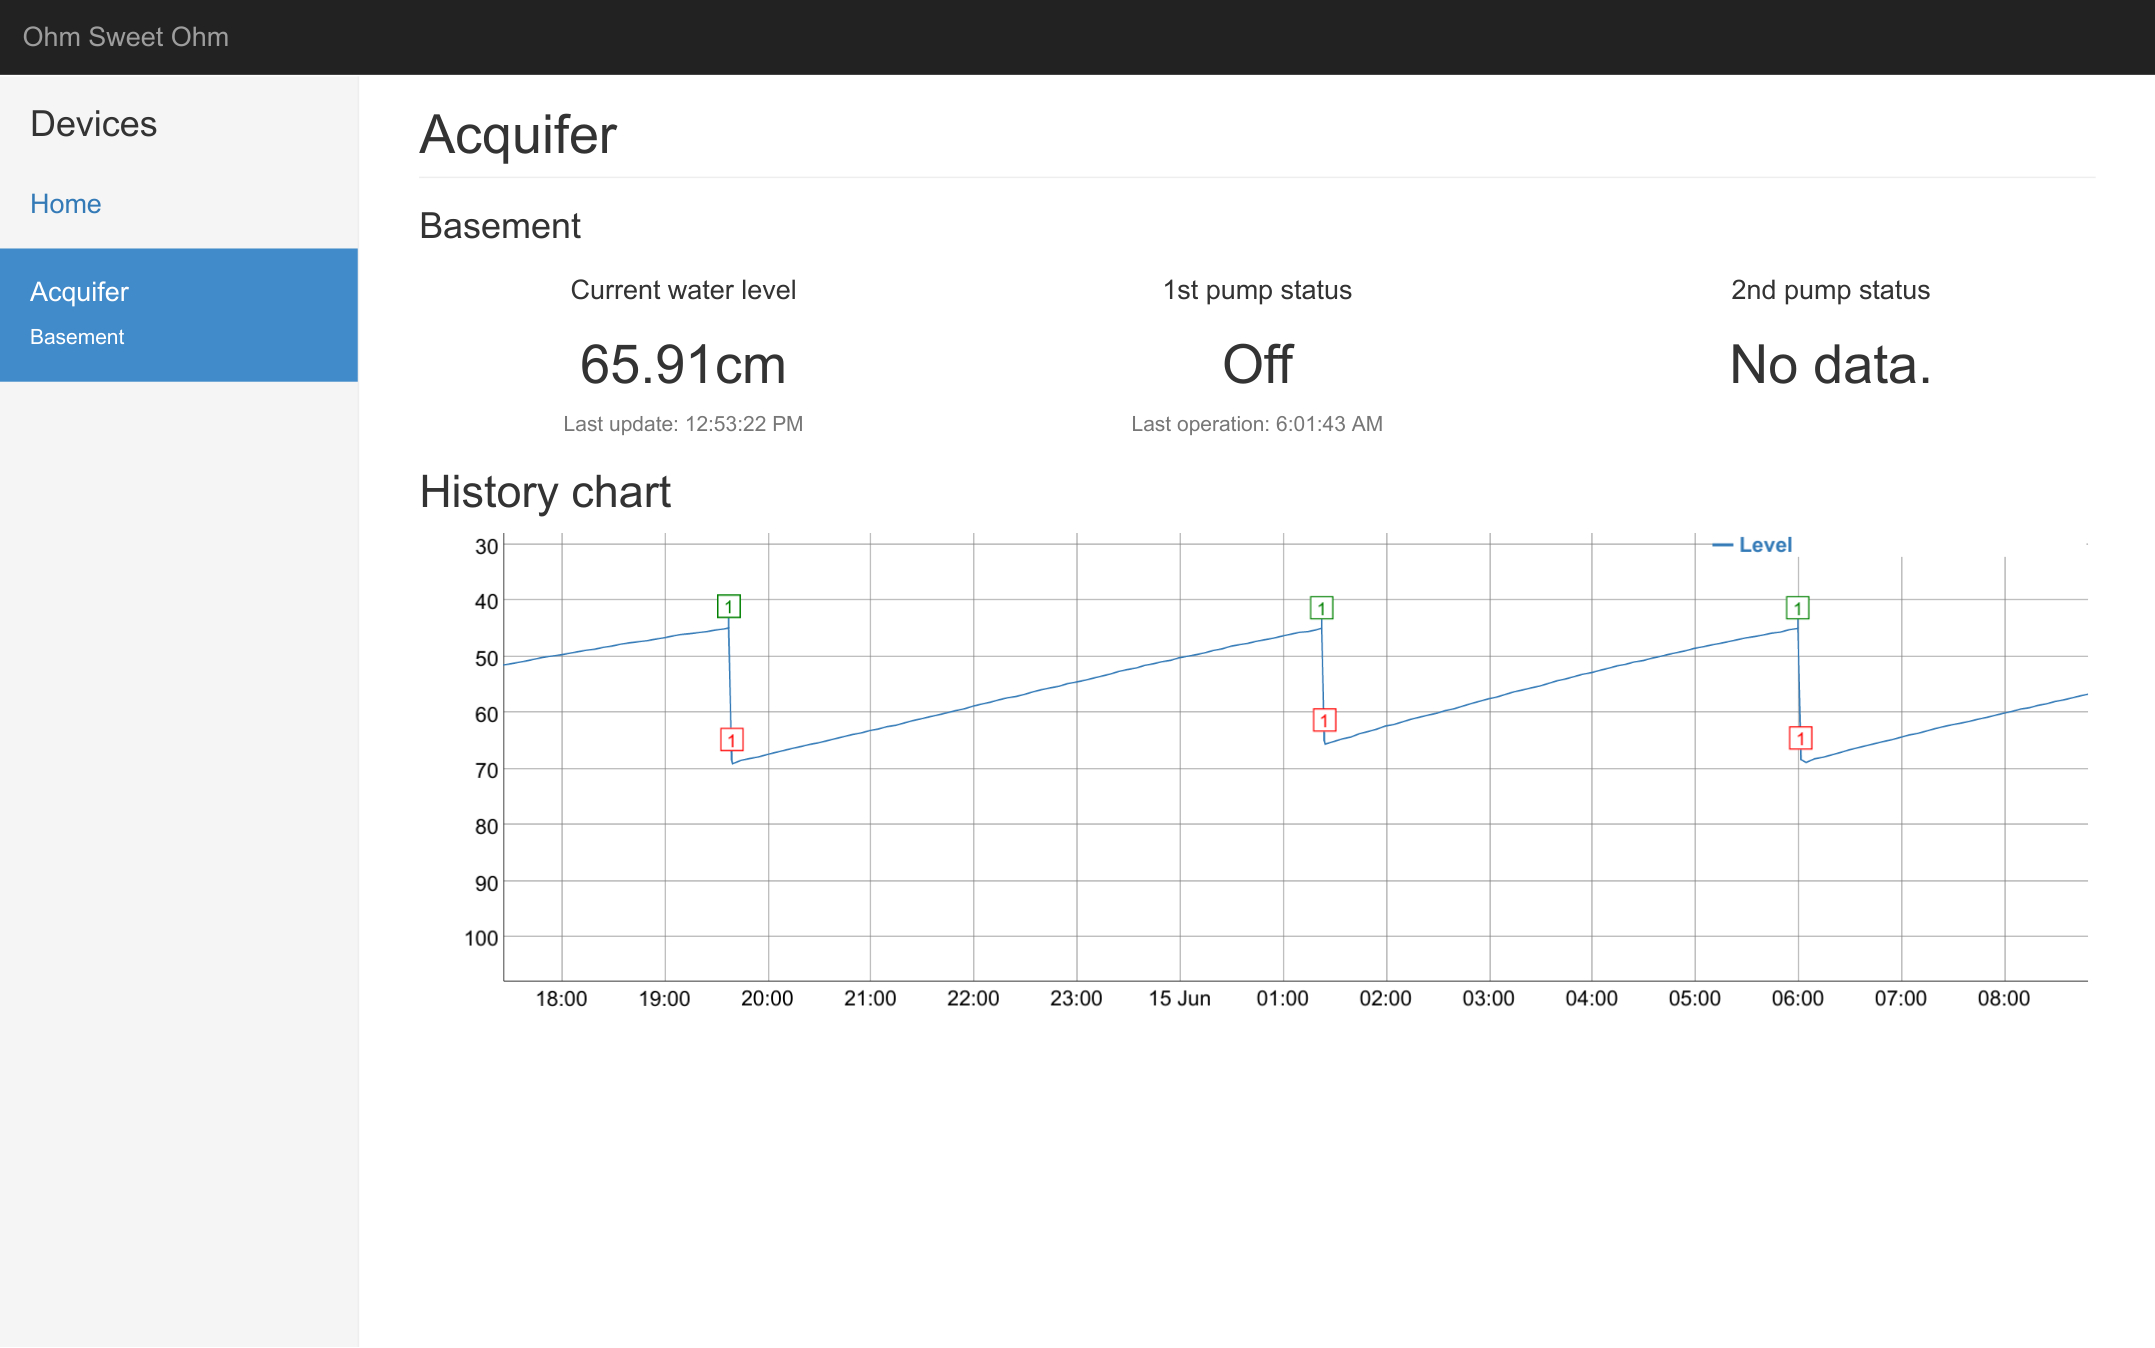 Ohm Sweet Ohm
Devices
Home
Acquifer
Basement
Acquifer
Basement
Current water level
65.91cm
Last update: 12:53:22 PM
1st pump status
Off
Last operation: 6:01:43 AM
2nd pump status
No data.
History chart
Level
30
40
50
60
70
80
90
100
1
1
1
1
1
1
18:00 19:00 20:00 21:00 22:00 23:00 15 Jun 01:00 02:00 03:00 04:00 05:00 06:00 07:00 08:00